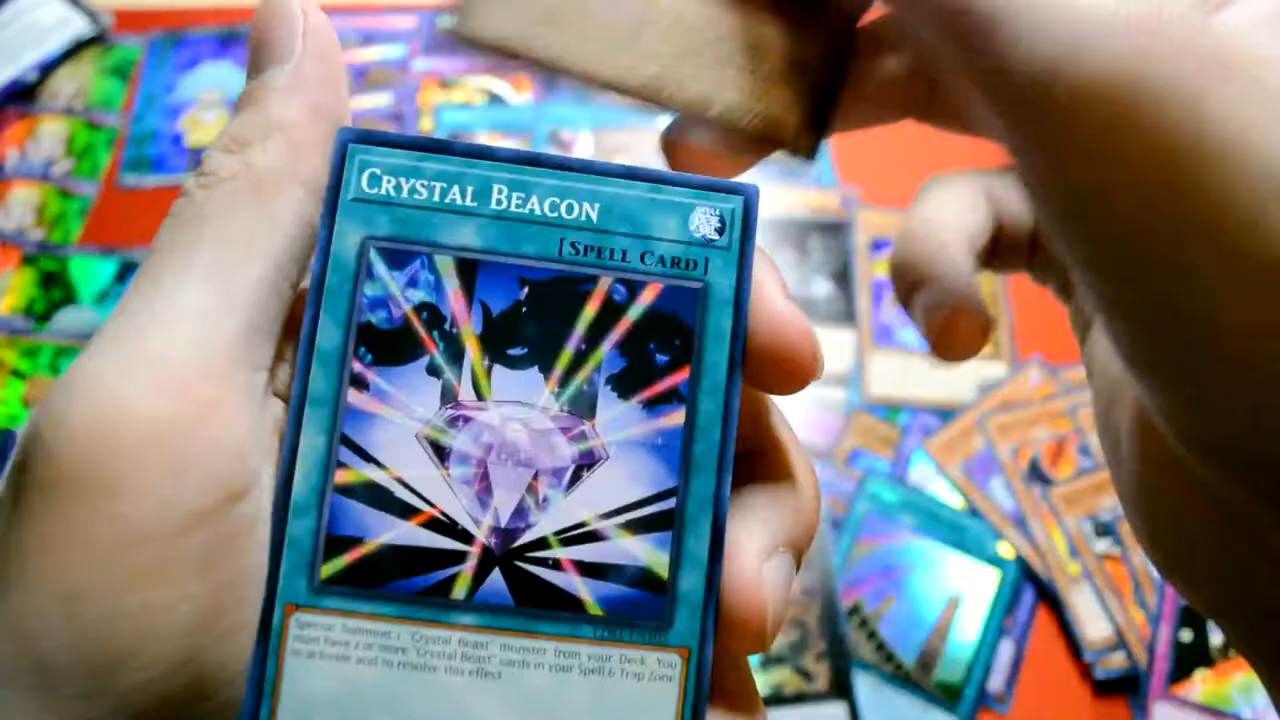 CRYSTAL BEACON
[SPELL CARD]
Special Summon 1 "Crystal Beast" monster from your Deck. You
must have 2 or more "Crystal Beast" cards in your Spell & Trap Zone
to activate and to resolve this effect.